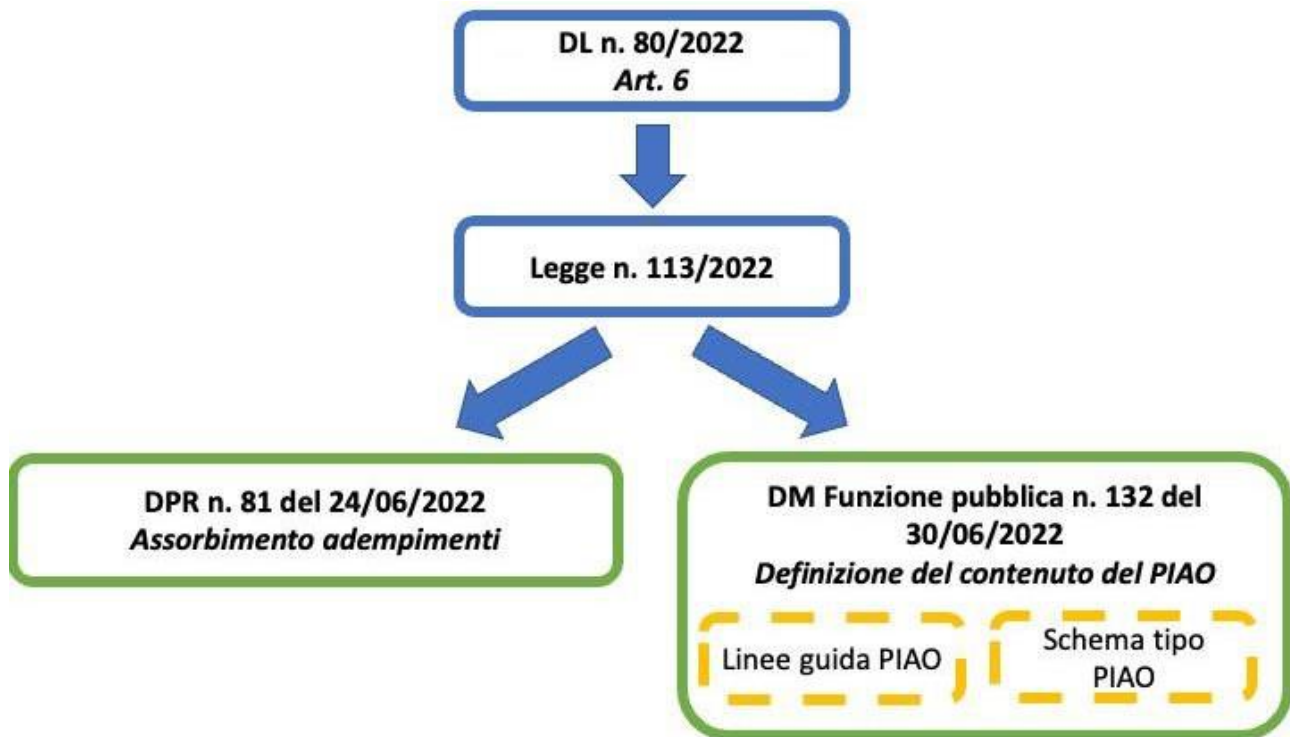 DL n. 80/2022
Art. 6
Legge n. 113/2022
DPR n. 81 del 24/06/2022
Assorbimento adempimenti
DM Funzione pubblica n. 132 del
30/06/2022
Definizione del contenuto del PIAO
Linee guida PIAO
Schema tipo
PIAO